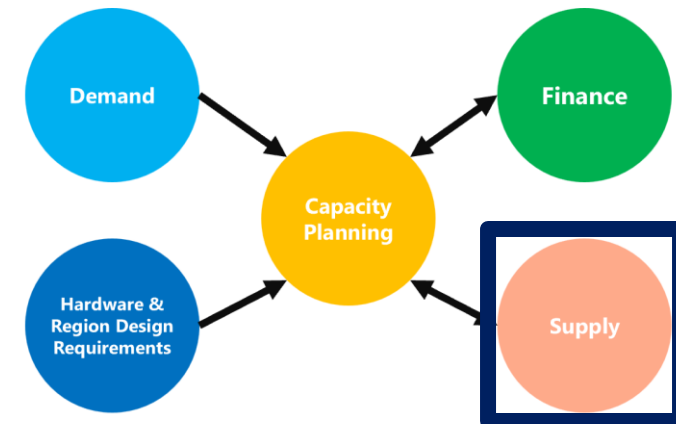 Demand
Finance
Capacity
Planning
Hardware &
Region Design
Requirements
Supply